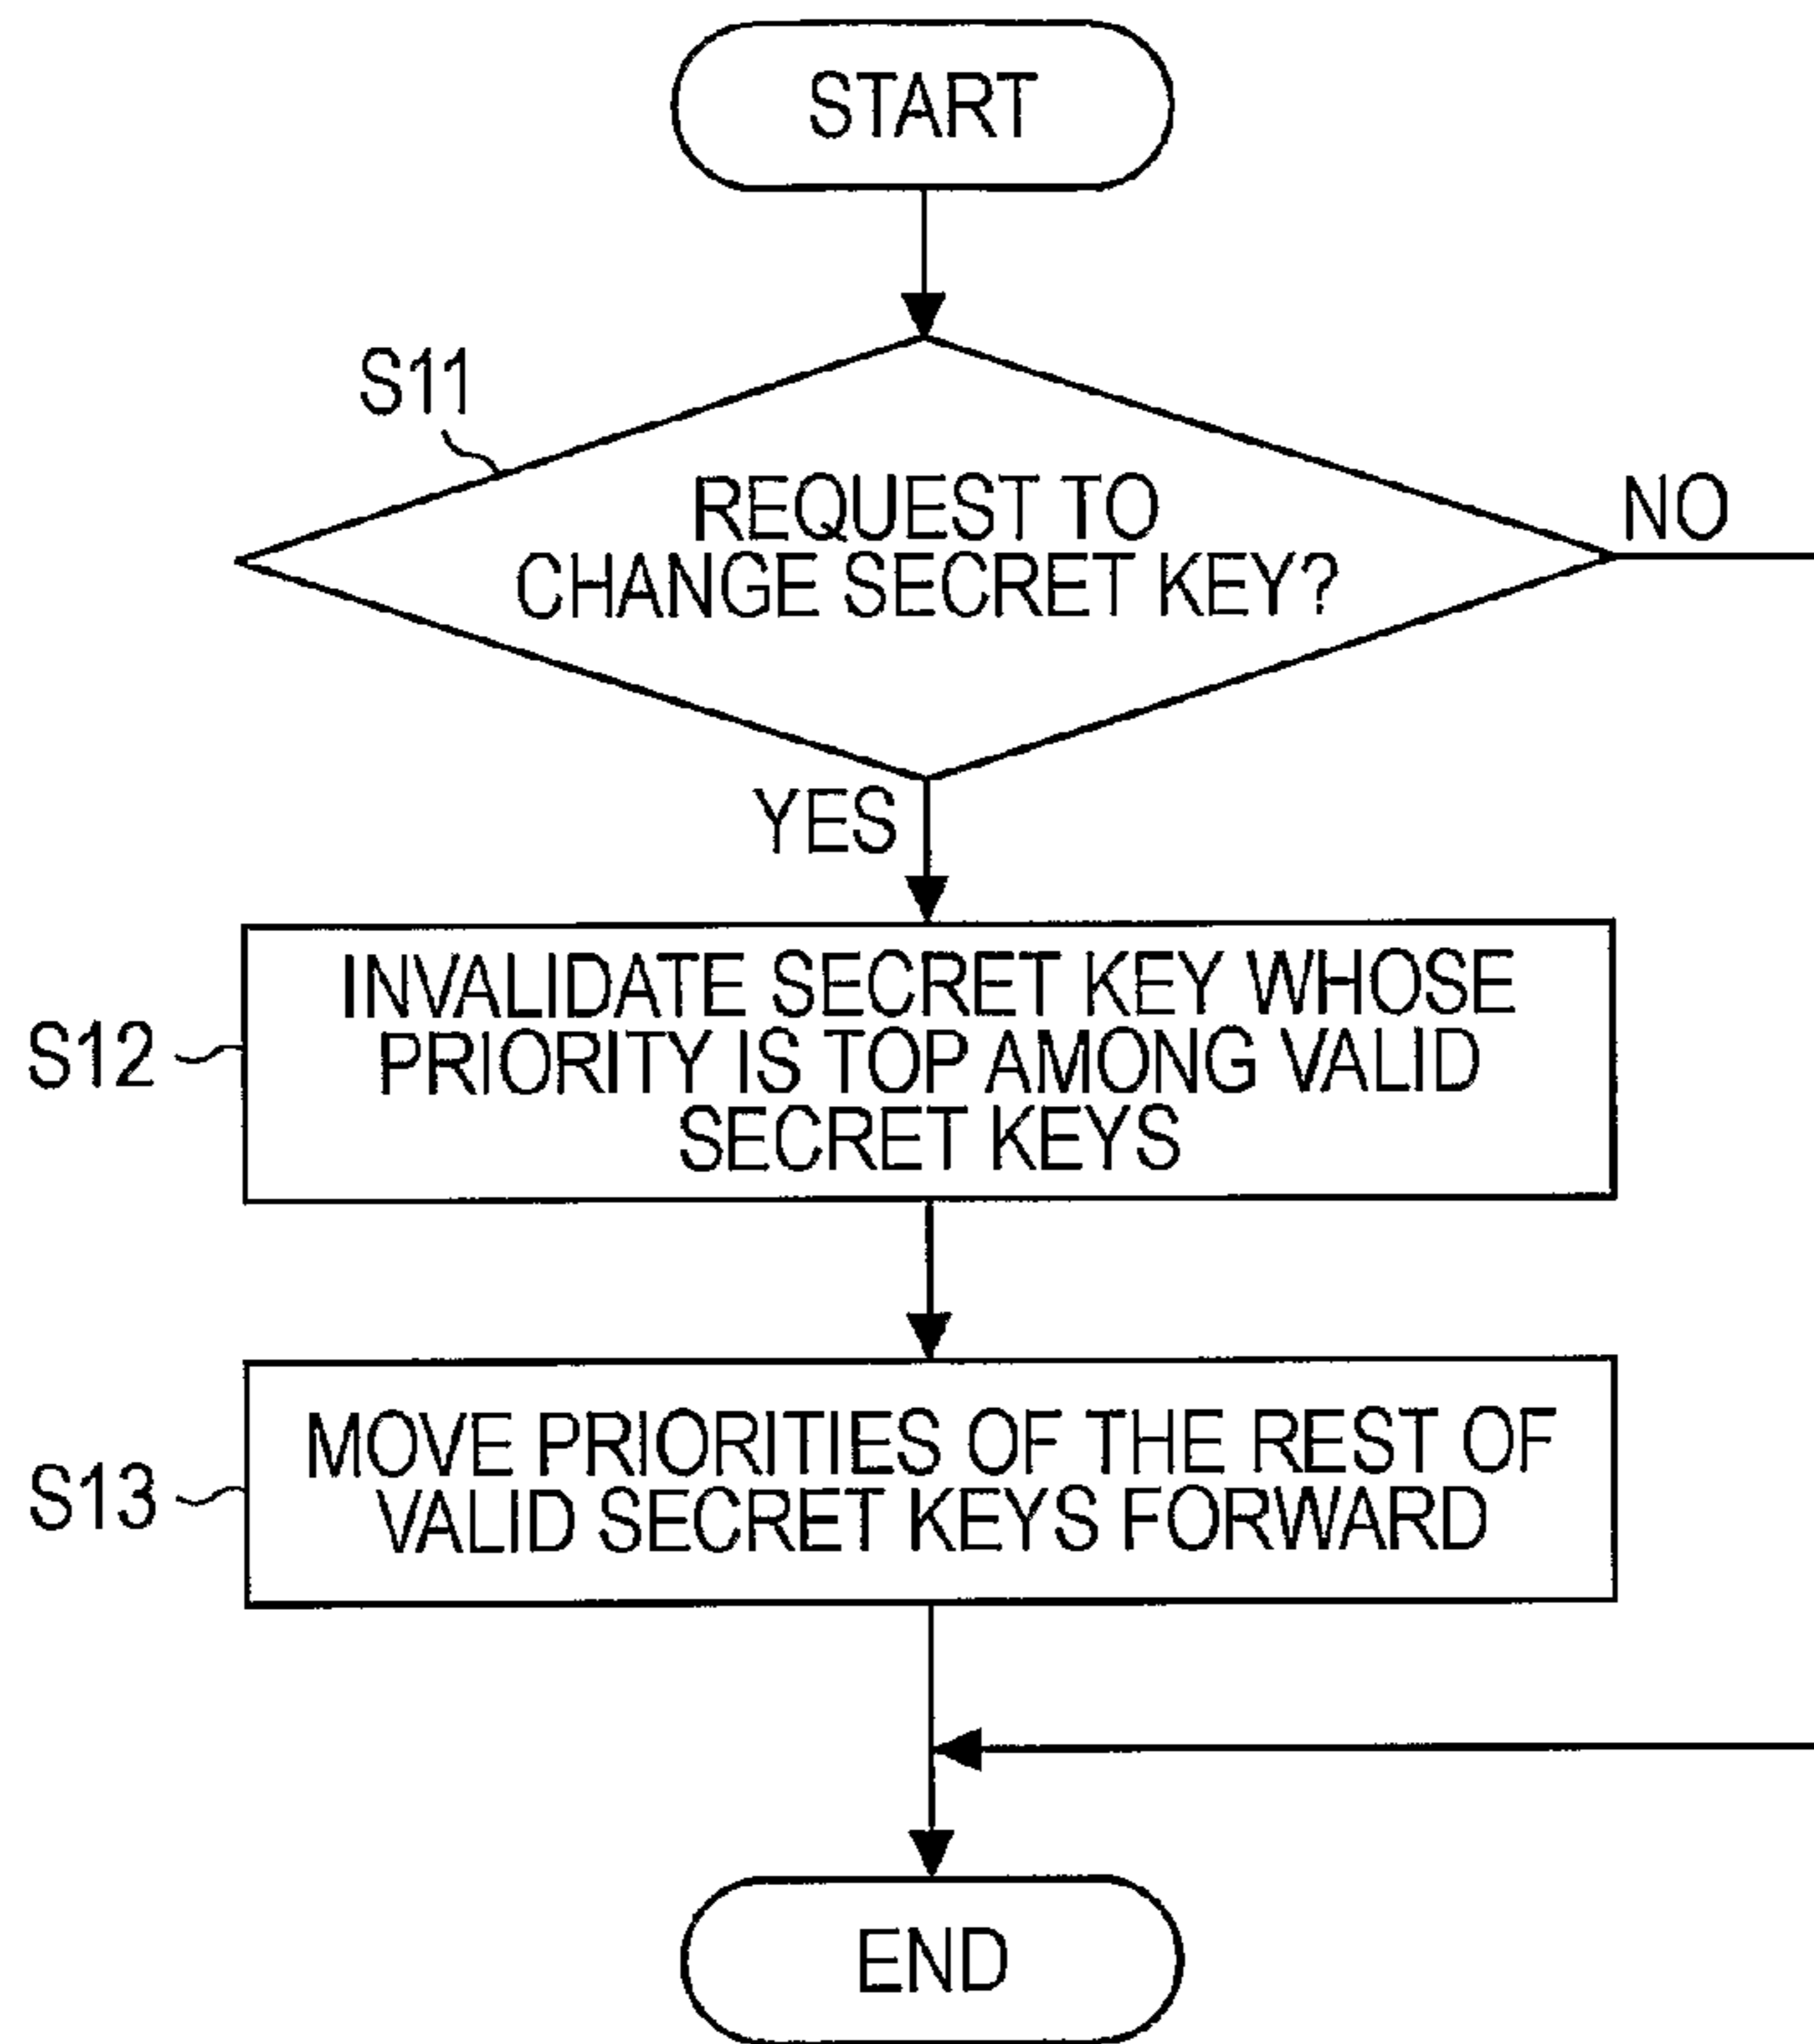 START
S11
REQUEST TO
CHANGE SECRET KEY?
NO
YES
S12
INVALIDATE SECRET KEY WHOSE
PRIORITY IS TOP AMONG VALID
SECRET KEYS
S13
MOVE PRIORITIES OF THE REST OF
VALID SECRET KEYS FORWARD
END